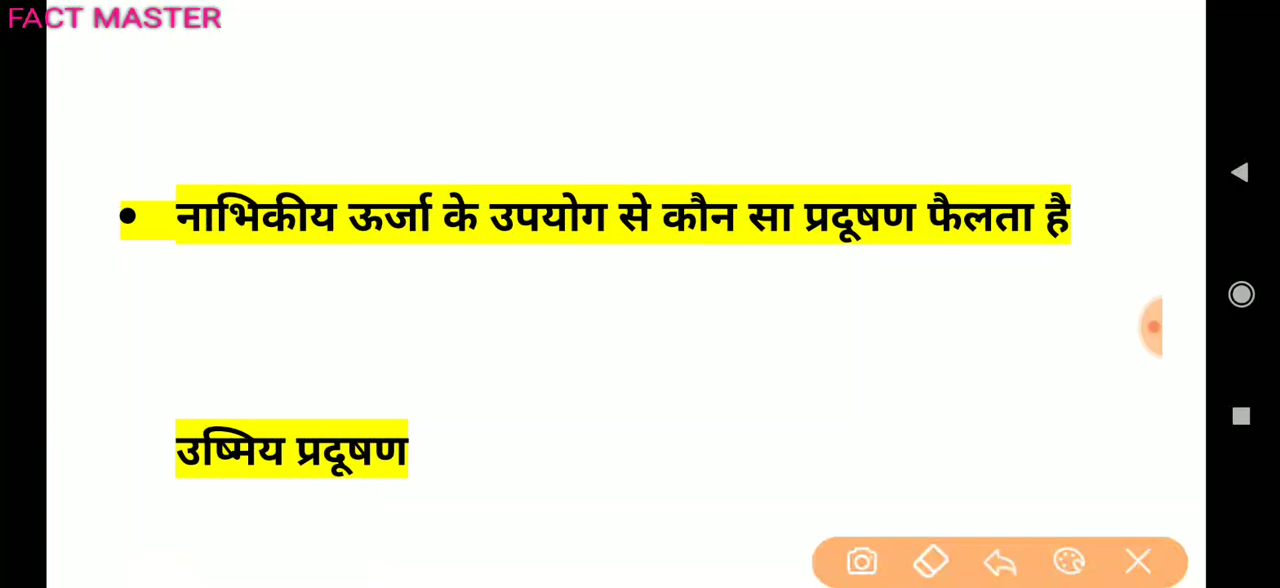 FACT MASTER
• नाभिकीय ऊर्जा के उपयोग से कौन सा प्रदूषण फैलता है
उष्मिय प्रदूषण